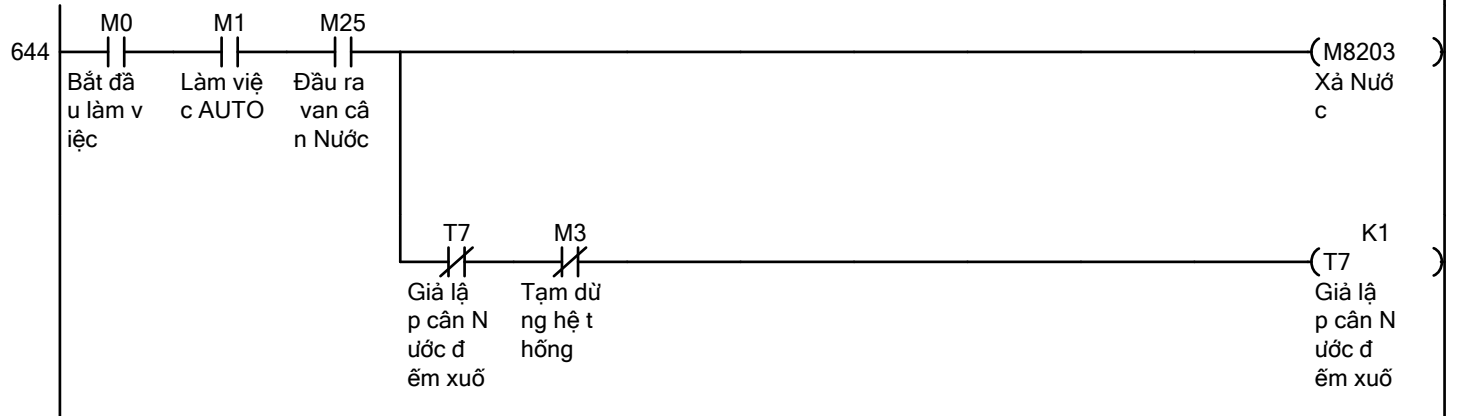 M0 M1 M25
644 (M8203 )
Bắt đầ Làm việ Đầu ra Xả Nướ
u làm v c AUTO van câ c
iệc n Nước
T7 M3 K1
(T7 )
Giả lậ Tạm dừ Giả lậ
p cân N ng hệ t p cân N
ước đ hống ước đ
ếm xuố ếm xuố